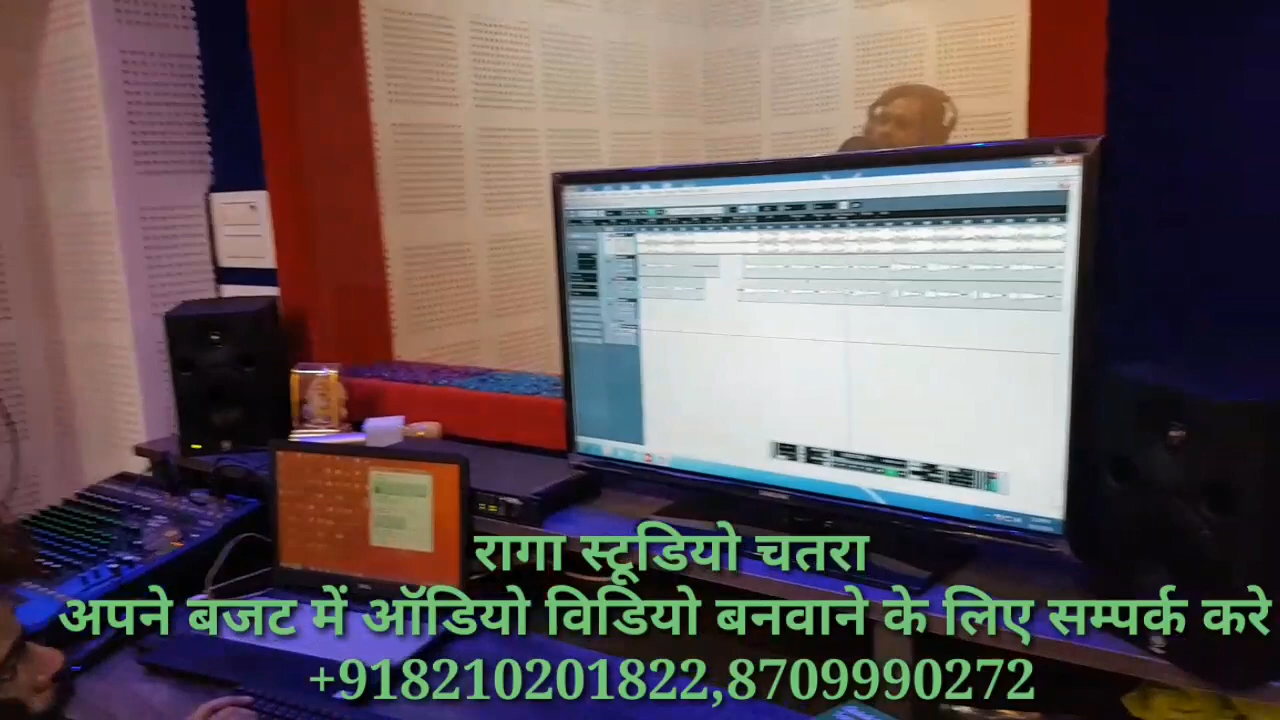 रागा स्टूडियो चतरा
अपने बजट में ऑडियो विडियो बनवाने के लिए सम्पर्क करे
+918210201822,8709990272